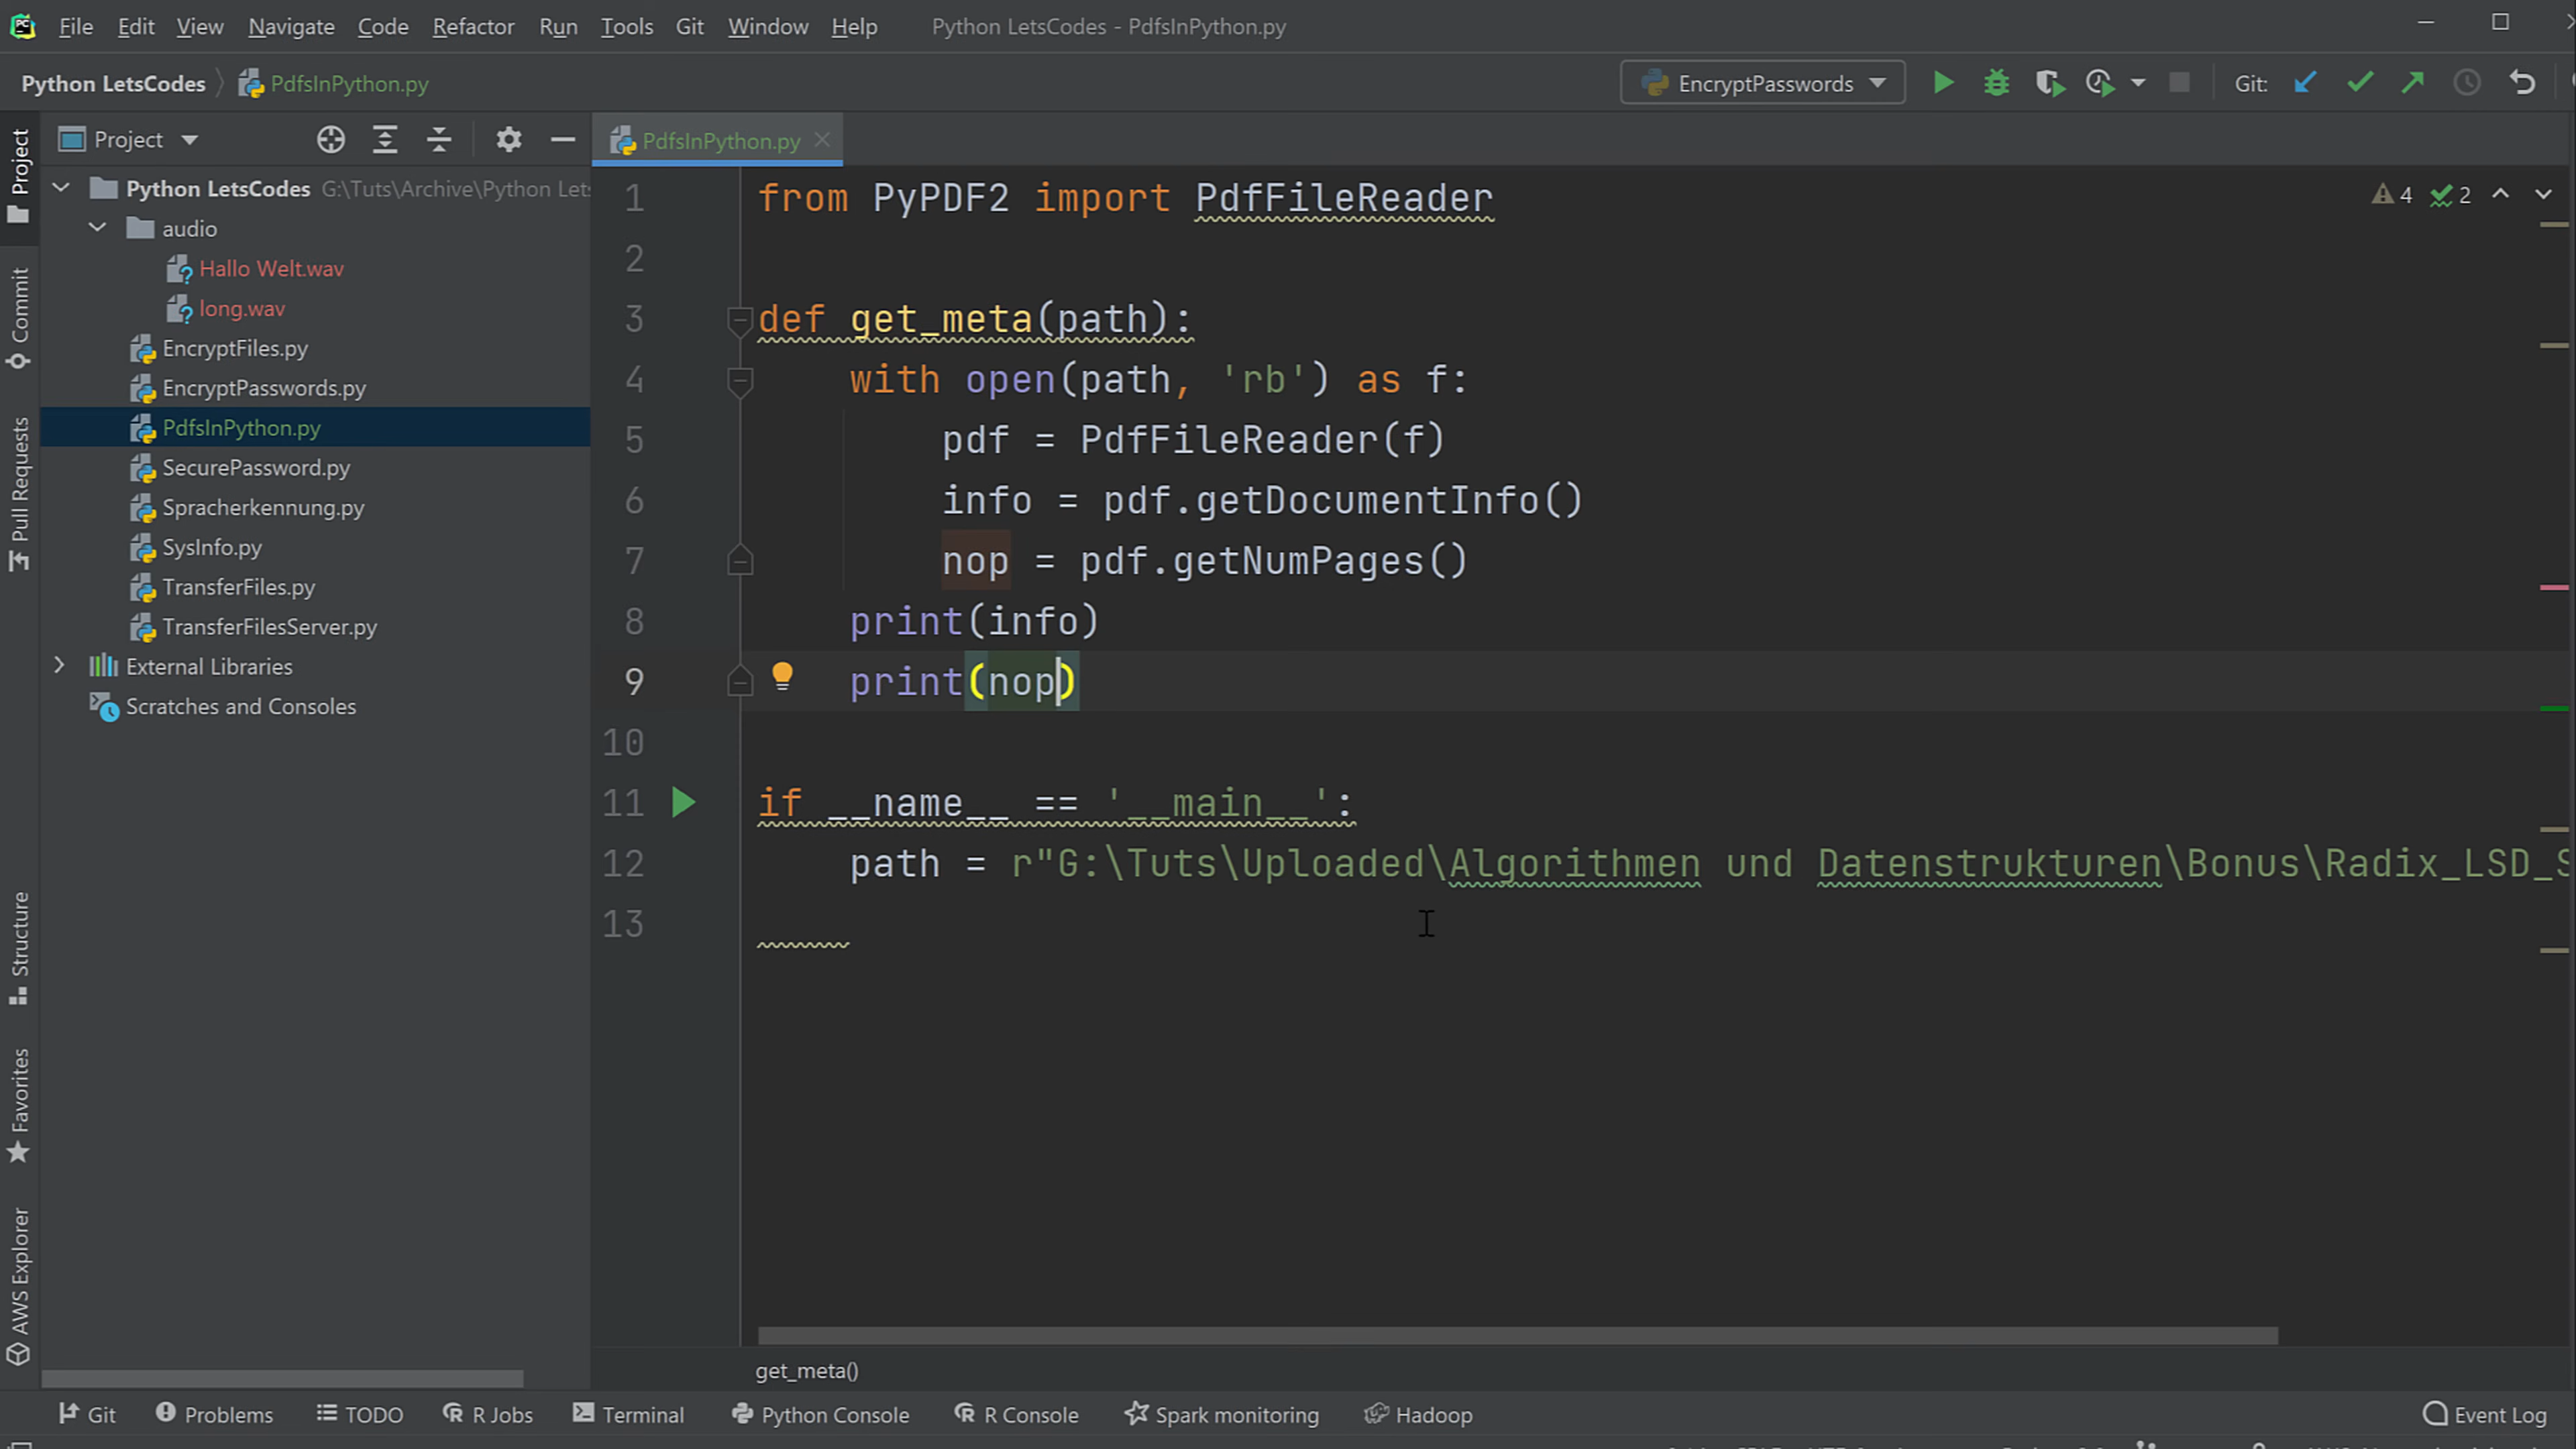 File Edit View Navigate Code Refactor Run Tools Git Window Help Python LetsCodes - PdfsInPython.py
Python LetsCodes PdfsInPython.py EncryptPasswords Git:
Project PdfsInPython.py
Python LetsCodes G:\Tuts\Archive\Python Lets
audio
Hallo Welt.wav
long.wav
EncryptFiles.py
EncryptPasswords.py
PdfsInPython.py
SecurePassword.py
Spracherkennung.py
SysInfo.py
TransferFiles.py
TransferFilesServer.py
External Libraries
Scratches and Consoles
Project
Commit
Pull Requests
Structure
Favorites
AWS Explorer
1 from PyPDF2 import PdfFileReader
4 2
2
3 def get_meta(path):
4 with open(path, 'rb') as f:
5 pdf = PdfFileReader(f)
6 info = pdf.getDocumentInfo()
7 nop = pdf.getNumPages()
8 print(info)
9 print(nop)
10
11 if __name__ == '__main__':
12 path = r"G:\Tuts\Uploaded\Algorithmen und Datenstrukturen\Bonus\Radix_LSD_S
13
get_meta()
Git Problems TODO R Jobs Terminal Python Console R Console Spark monitoring Hadoop Event Log